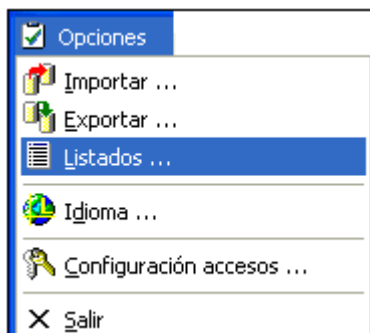 Opciones
Importar ...
Exportar ...
Listados ...
Idioma ...
Configuración accesos ...
Salir